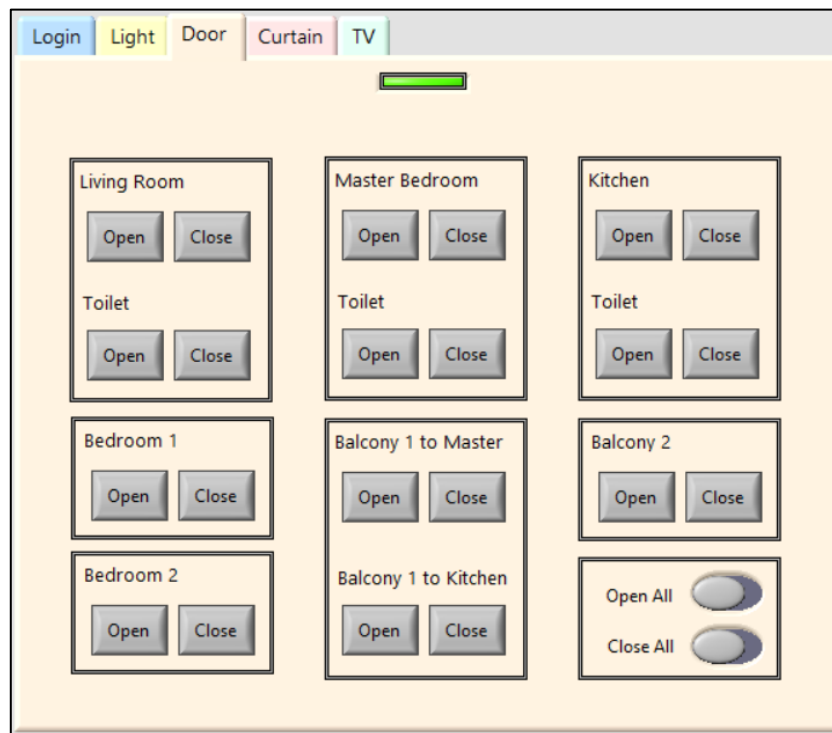 Login Light Door Curtain TV
Living Room
Open Close
Toilet
Open Close
Master Bedroom
Open Close
Toilet
Open Close
Kitchen
Open Close
Toilet
Open Close
Bedroom 1
Open Close
Bedroom 2
Open Close
Balcony 1 to Master
Open Close
Balcony 1 to Kitchen
Open Close
Balcony 2
Open Close
Open All
Close All